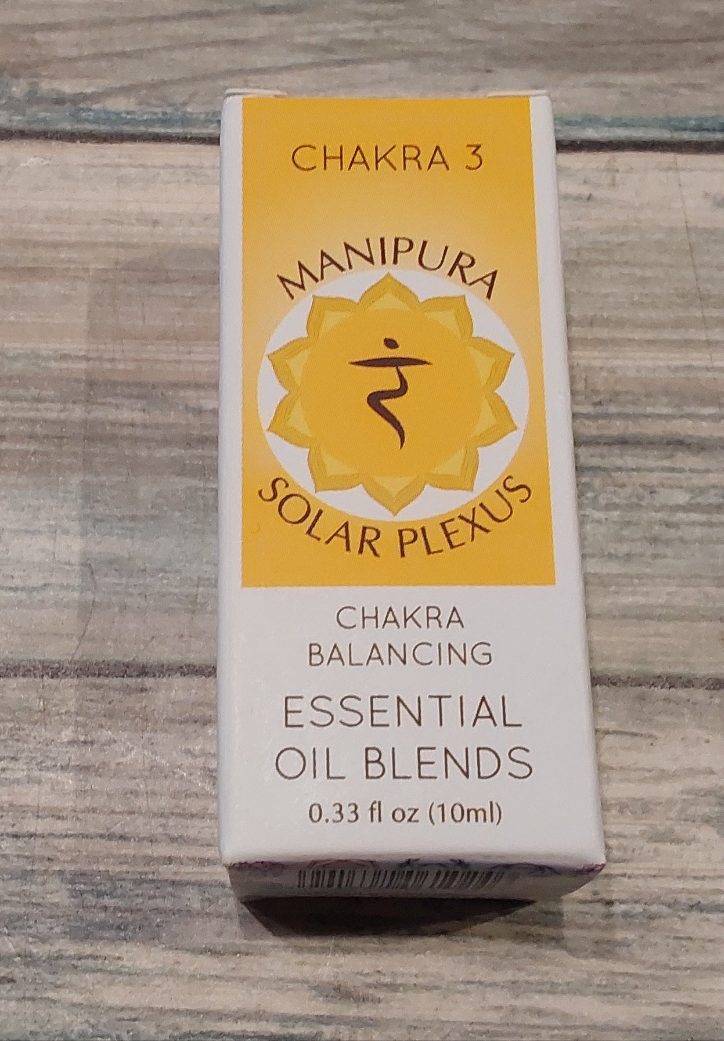 CHAKRA 3
MANIPURA
रं
SOLAR PLEXUS
CHAKRA
BALANCING
ESSENTIAL
OIL BLENDS
0.33 fl oz (10ml)